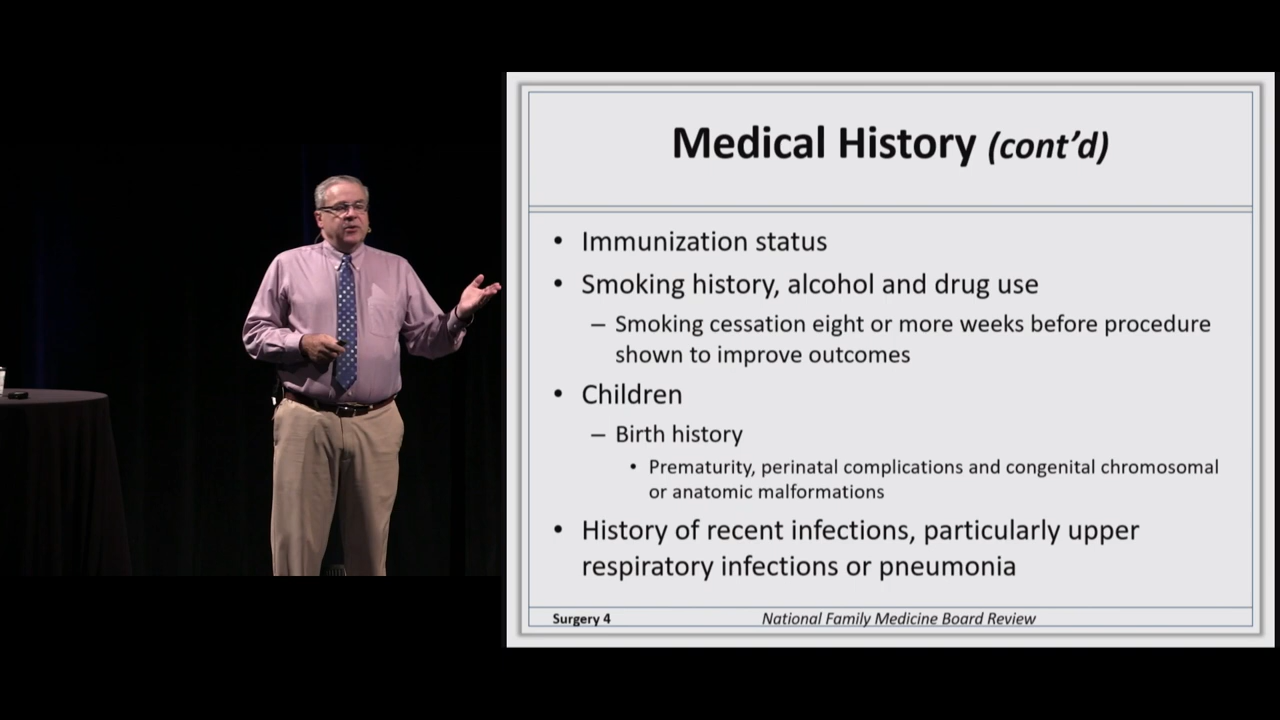 Medical History (cont’d)
• Immunization status
• Smoking history, alcohol and drug use
– Smoking cessation eight or more weeks before procedure
shown to improve outcomes
• Children
– Birth history
• Prematurity, perinatal complications and congenital chromosomal
or anatomic malformations
• History of recent infections, particularly upper
respiratory infections or pneumonia
Surgery 4
National Family Medicine Board Review